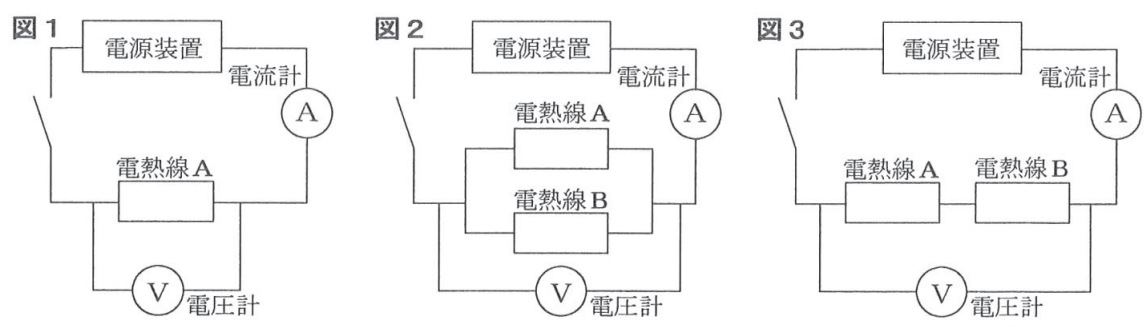 図1
電源装置
電流計
A
電熱線A
V
電圧計
図2
電源装置
電流計
A
電熱線A
電熱線B
V
電圧計
図3
電源装置
電流計
A
電熱線A
電熱線B
V
電圧計